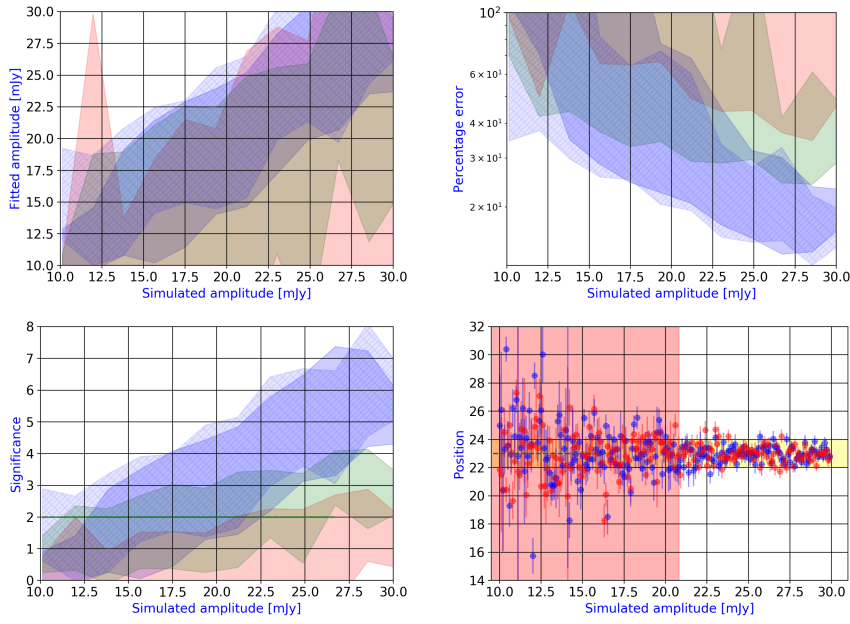 30.0
27.5
25.0
22.5
20.0
17.5
15.0
12.5
10.0
Fitted amplitude [mJy]
10.0 12.5 15.0 17.5 20.0 22.5 25.0 27.5 30.0
Simulated amplitude [mJy]
10²
6 × 10¹
4 × 10¹
3 × 10¹
2 × 10¹
Percentage error
10.0 12.5 15.0 17.5 20.0 22.5 25.0 27.5 30.0
Simulated amplitude [mJy]
8
7
6
5
4
3
2
1
0
Significance
10.0 12.5 15.0 17.5 20.0 22.5 25.0 27.5 30.0
Simulated amplitude [mJy]
32
30
28
26
24
22
20
18
16
14
Position
10.0 12.5 15.0 17.5 20.0 22.5 25.0 27.5 30.0
Simulated amplitude [mJy]